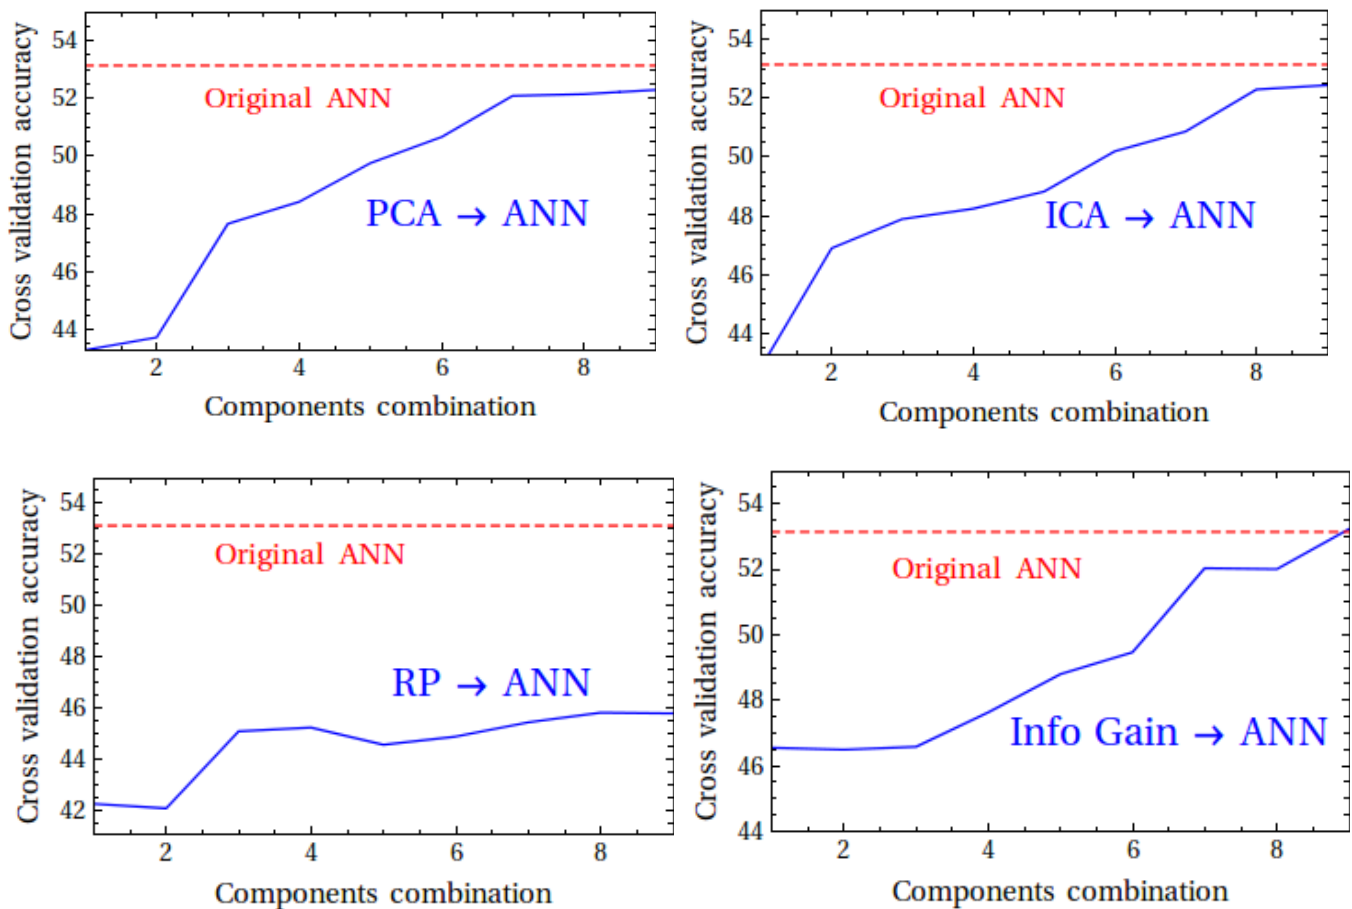 Cross validation accuracy
54
52
50
48
46
44
Original ANN
PCA → ANN
2 4 6 8
Components combination
Cross validation accuracy
54
52
50
48
46
44
Original ANN
ICA → ANN
2 4 6 8
Components combination
Cross validation accuracy
54
52
50
48
46
44
42
Original ANN
RP → ANN
2 4 6 8
Components combination
Cross validation accuracy
54
52
50
48
46
44
Original ANN
Info Gain → ANN
2 4 6 8
Components combination